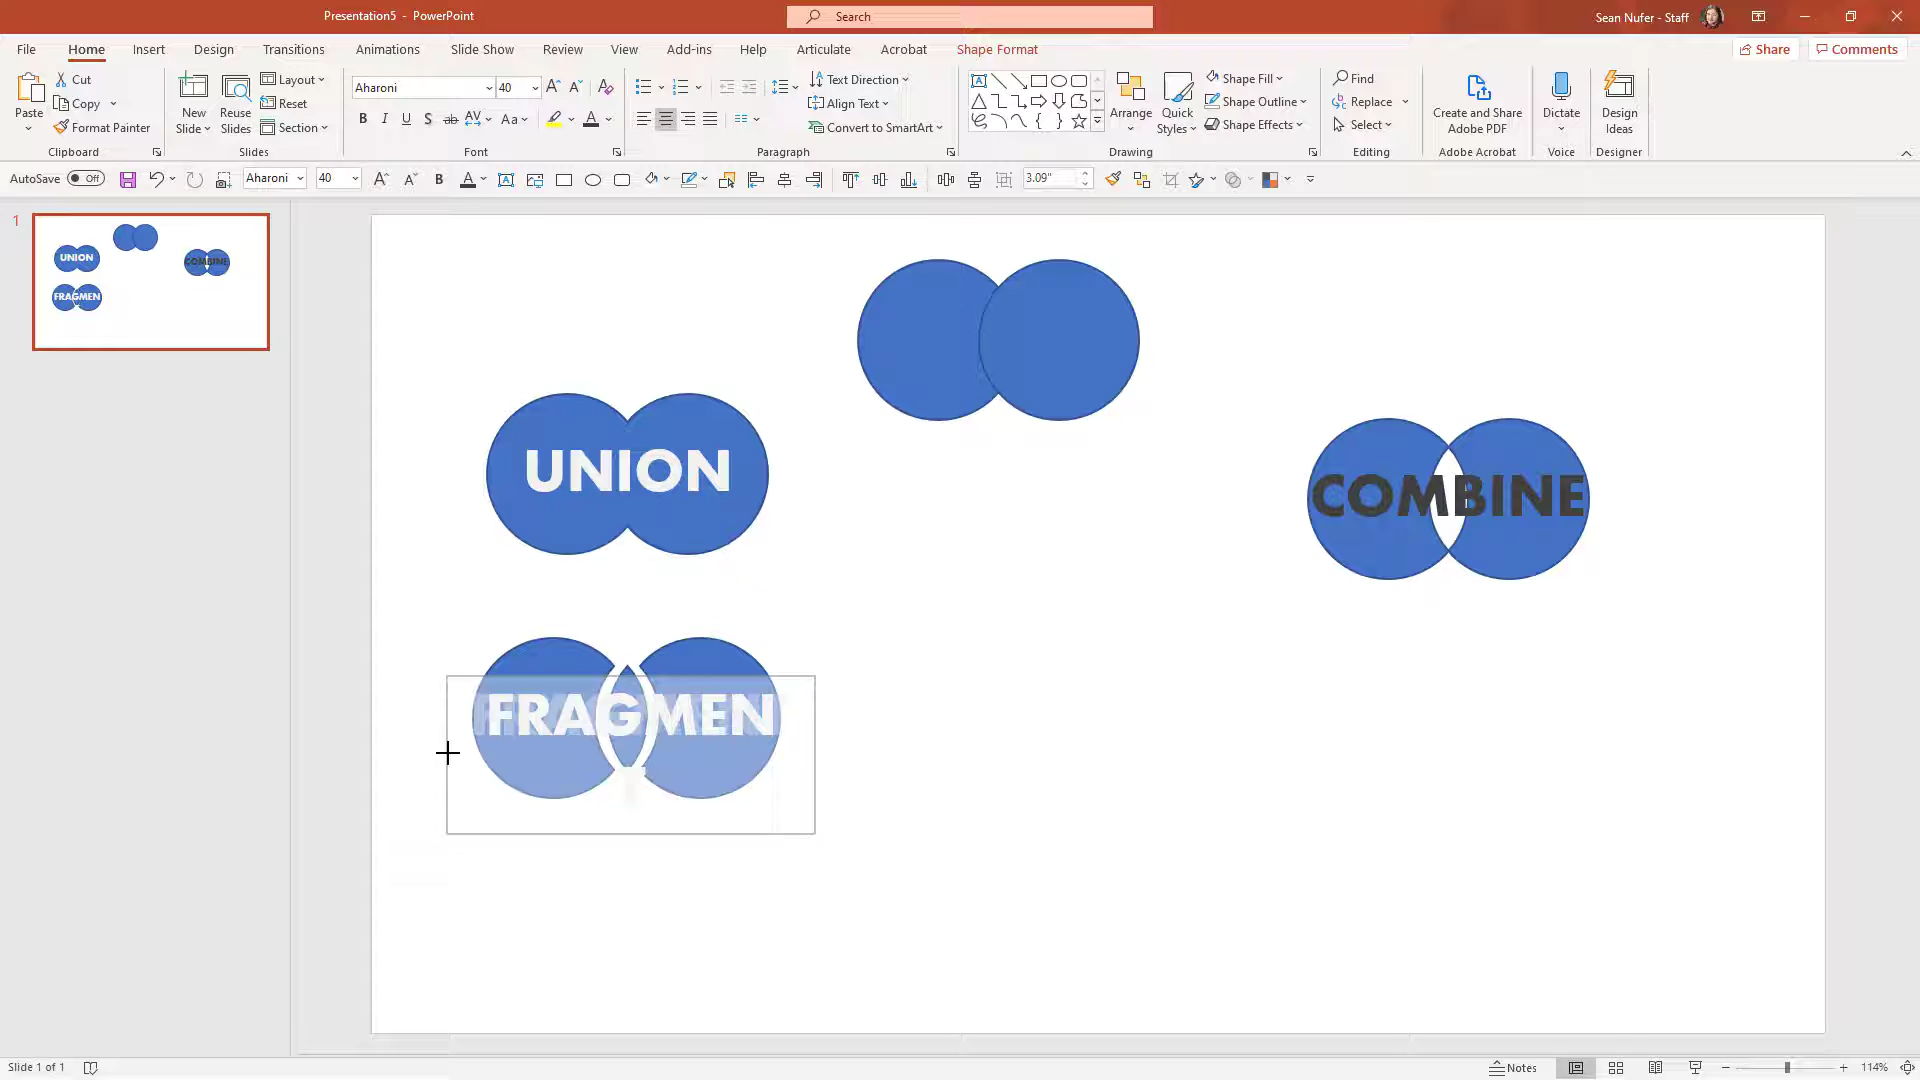 Presentation5 - PowerPoint
Search
Sean Nufer - Staff
File Home Insert Design Transitions Animations Slide Show Review View Add-ins Help Articulate Acrobat Shape Format
Share Comments
Paste
Cut
Copy
Format Painter
Clipboard
New Slide
Reuse Slides
Layout
Reset
Section
Slides
Aharoni 40
B I U S ab AV Aa A
Font
Text Direction
Align Text
Convert to SmartArt
Paragraph
Arrange
Quick Styles
Shape Fill
Shape Outline
Shape Effects
Drawing
Find
Replace
Select
Editing
Create and Share Adobe PDF
Adobe Acrobat
Dictate
Voice
Design Ideas
Designer
AutoSave Off
Aharoni 40
B A
3.09"
1
UNION
COMBINE
FRAGMEN
UNION
COMBINE
FRAGMEN
T
Slide 1 of 1
Notes
114%